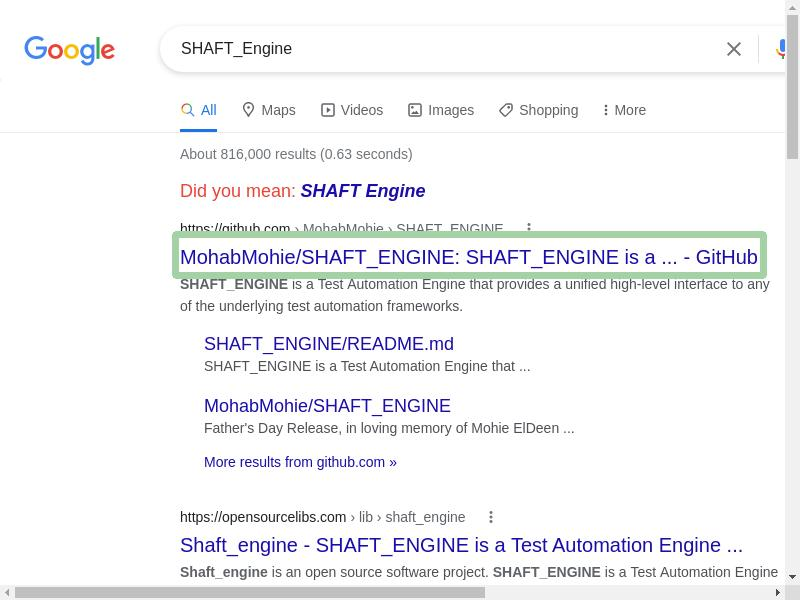 Google
SHAFT_Engine
All
Maps
Videos
Images
Shopping
More
About 816,000 results (0.63 seconds)
Did you mean: SHAFT Engine
https://github.com › MohabMohie › SHAFT_ENGINE
MohabMohie/SHAFT_ENGINE: SHAFT_ENGINE is a ... - GitHub
SHAFT_ENGINE is a Test Automation Engine that provides a unified high-level interface to any
of the underlying test automation frameworks.
SHAFT_ENGINE/README.md
SHAFT_ENGINE is a Test Automation Engine that ...
MohabMohie/SHAFT_ENGINE
Father's Day Release, in loving memory of Mohie ElDeen ...
More results from github.com »
https://opensourcelibs.com › lib › shaft_engine
Shaft_engine - SHAFT_ENGINE is a Test Automation Engine ...
Shaft_engine is an open source software project. SHAFT_ENGINE is a Test Automation Engine